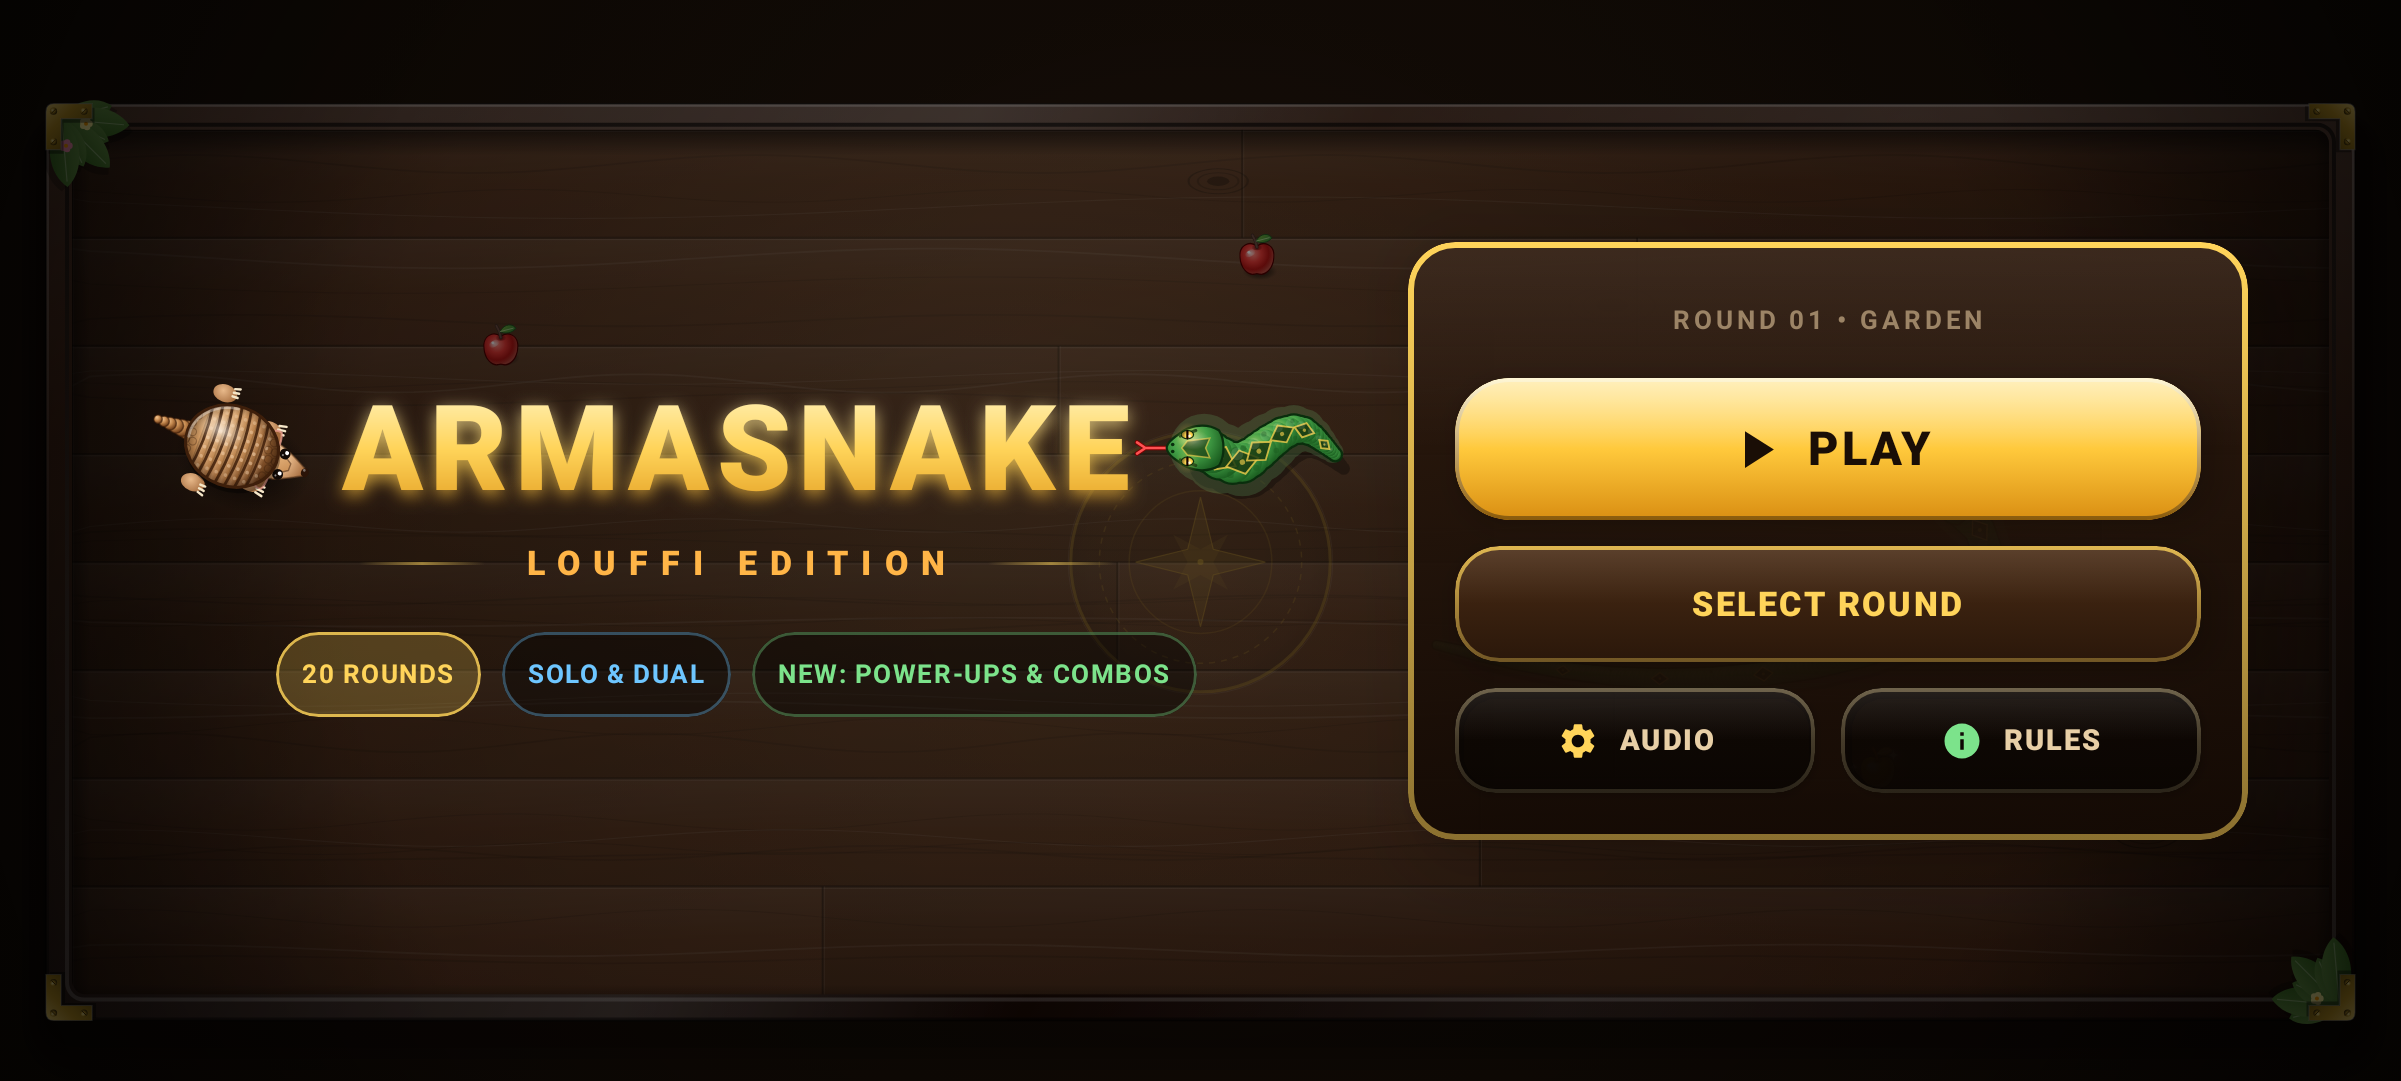 ARMASNAKE
LOUFFI EDITION
20 ROUNDS
SOLO & DUAL
NEW: POWER-UPS & COMBOS
ROUND 01 • GARDEN
PLAY
SELECT ROUND
AUDIO
RULES